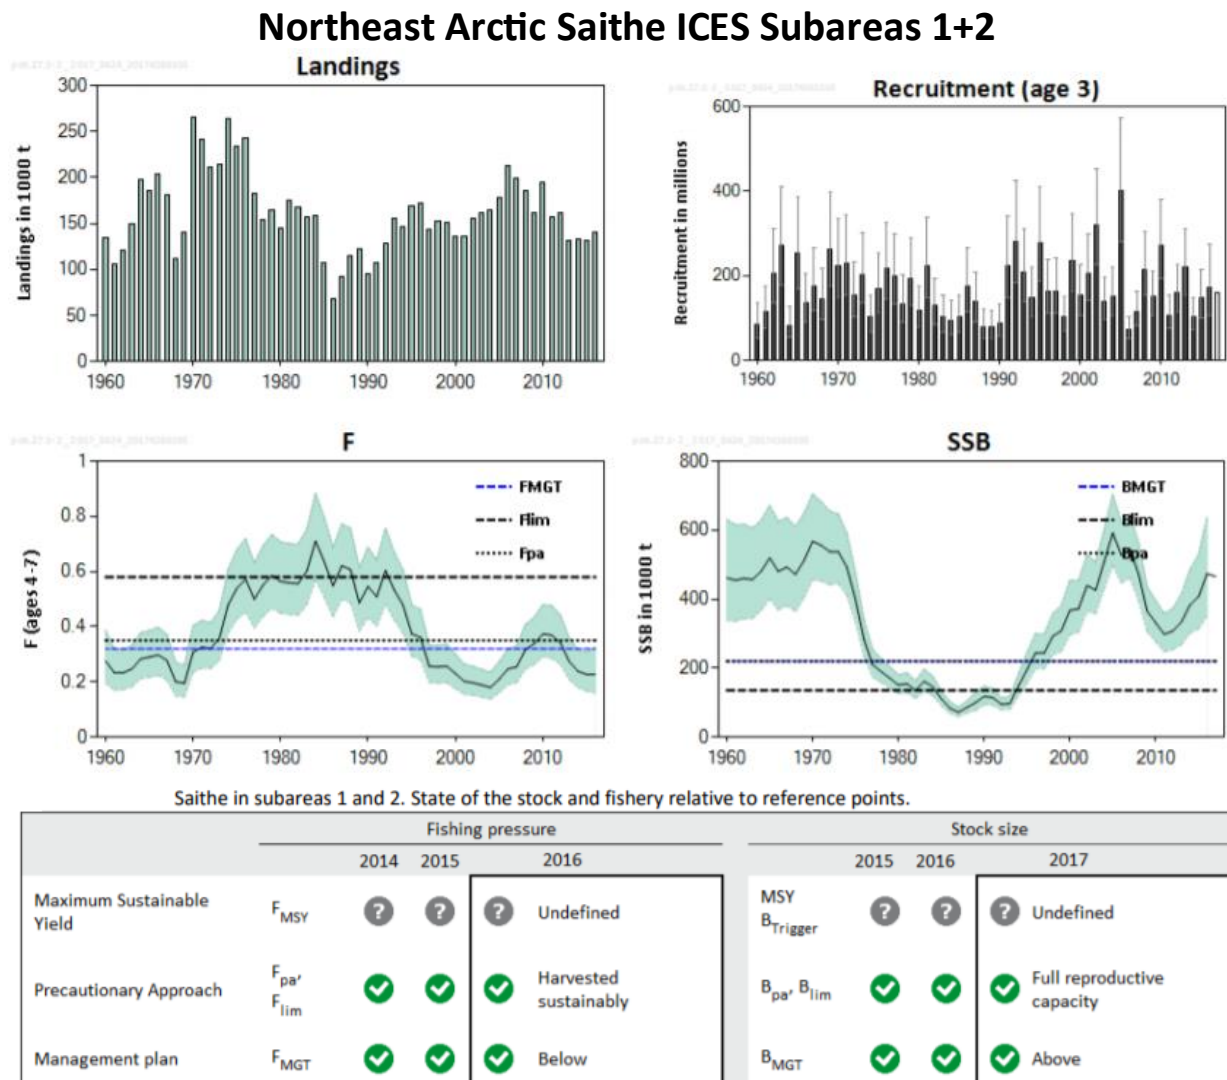 Northeast Arctic Saithe ICES Subareas 1+2
Landings
Landings in 1000 t
300
250
200
150
100
50
0
1960 1970 1980 1990 2000 2010
Recruitment (age 3)
Recruitment in millions
600
400
200
0
1960 1970 1980 1990 2000 2010
F
F (ages 4-7)
1
0.8
0.6
0.4
0.2
0
FMGT
Flim
Fpa
1960 1970 1980 1990 2000 2010
SSB
SSB in 1000 t
800
600
400
200
0
BMGT
Blim
Bpa
1960 1970 1980 1990 2000 2010
Saithe in subareas 1 and 2. State of the stock and fishery relative to reference points.
Fishing pressure Stock size
2014 2015 2016 2015 2016 2017
Maximum Sustainable Yield FMSY ? ? ? Undefined MSY BTrigger ? ? ? Undefined
Precautionary Approach Fpa, Flim Harvested sustainably Bpa, Blim Full reproductive capacity
Management plan FMGT Below BMGT Above